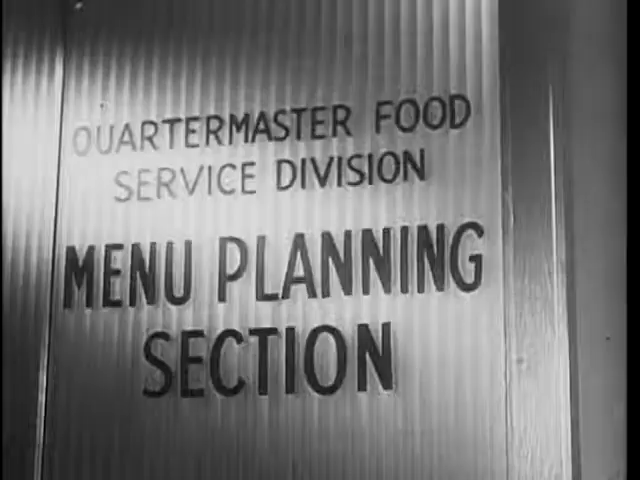 QUARTERMASTER FOOD
SERVICE DIVISION
MENU PLANNING
SECTION